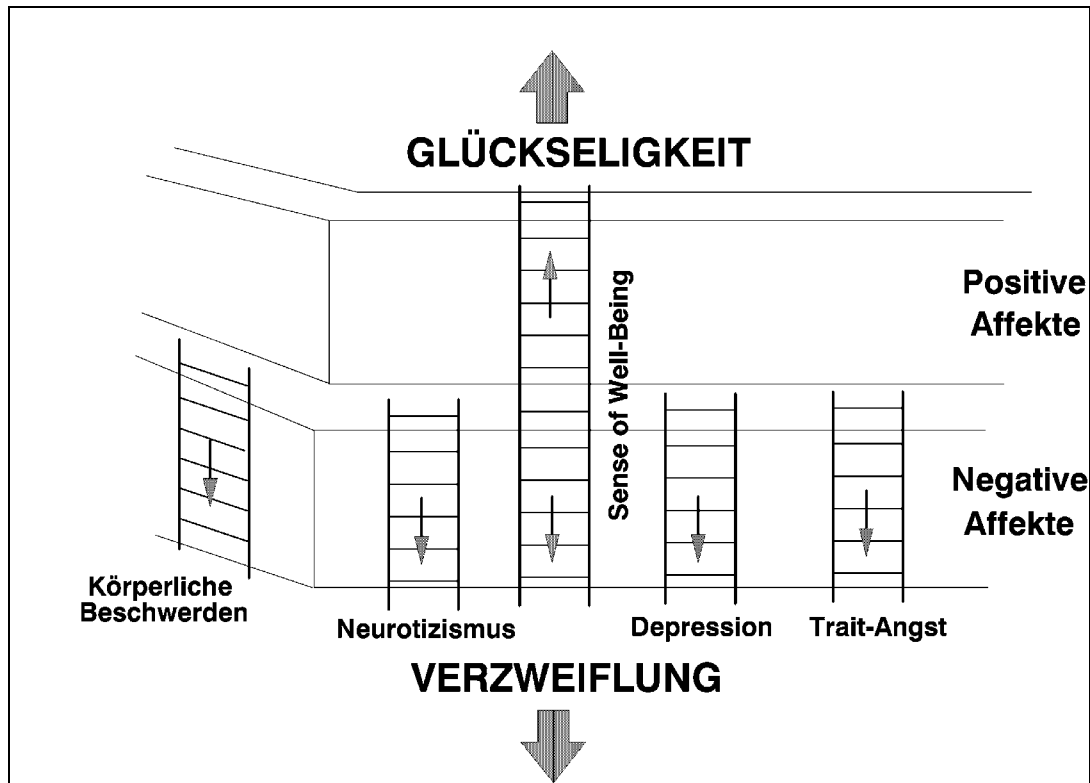 GLÜCKSELIGKEIT
Positive
Affekte
Sense of Well-Being
Negative
Affekte
Körperliche
Beschwerden
Neurotizismus
Depression
Trait-Angst
VERZWEIFLUNG